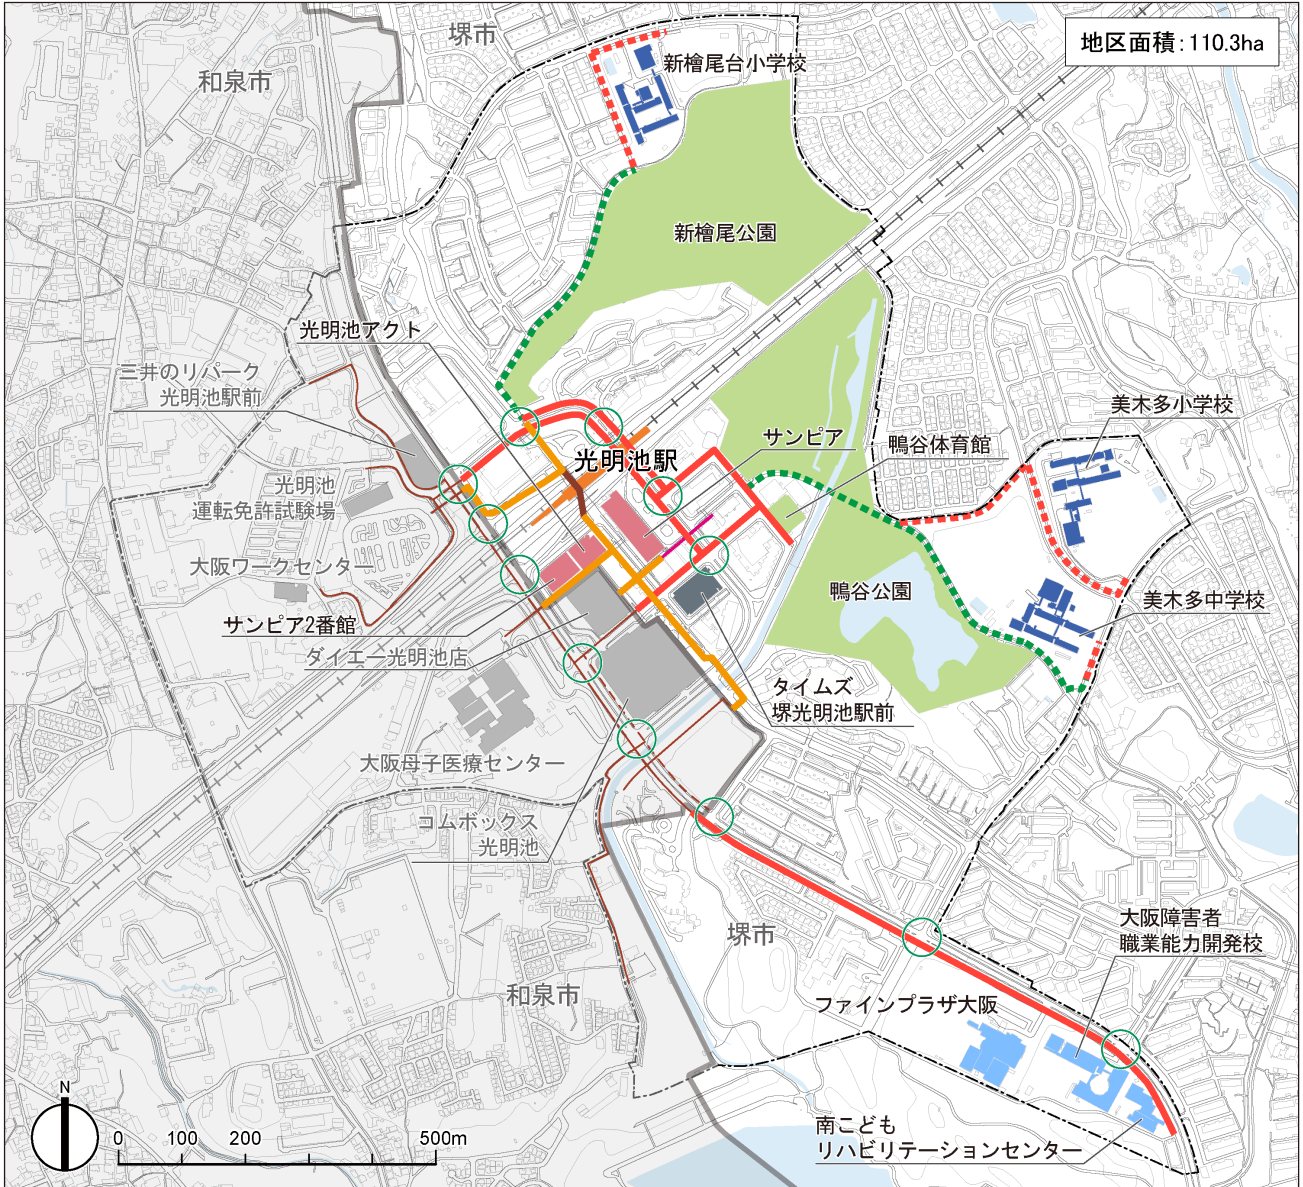 堺市
地区面積：110.3ha
和泉市
新檜尾台小学校
新檜尾公園
光明池アクト
三井のリパーク
光明池駅前
美木多小学校
サンピア
鴨谷体育館
光明池駅
光明池
運転免許試験場
大阪ワークセンター
鴨谷公園
美木多中学校
サンピア2番館
ダイエー光明池店
タイムズ
堺光明池駅前
大阪母子医療センター
コムボックス
光明池
大阪障害者
職業能力開発校
堺市
和泉市
ファインプラザ大阪
N
0 100 200 500m
南こども
リハビリテーションセンター